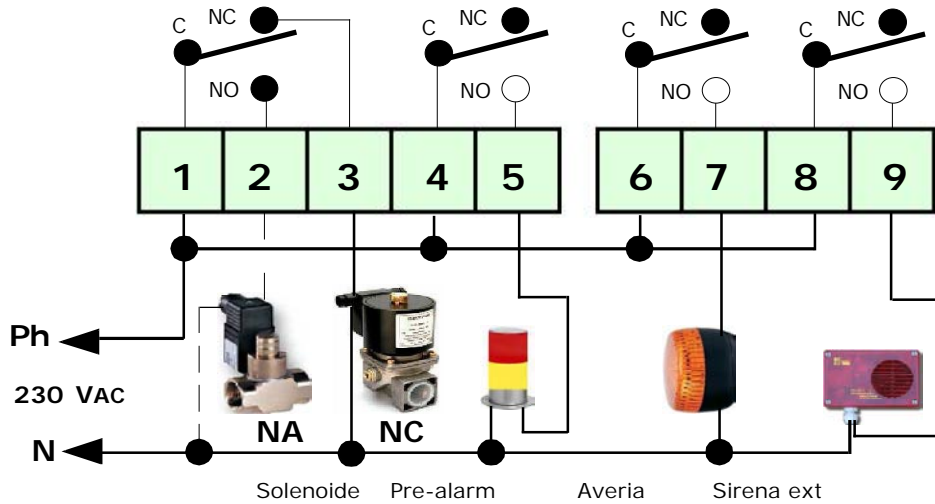 C NC C NC C NC C NC
NO NO NO NO
1 2 3 4 5 6 7 8 9
Ph
230 VAC
NA NC
N
Solenoide Pre-alarm Averia Sirena ext